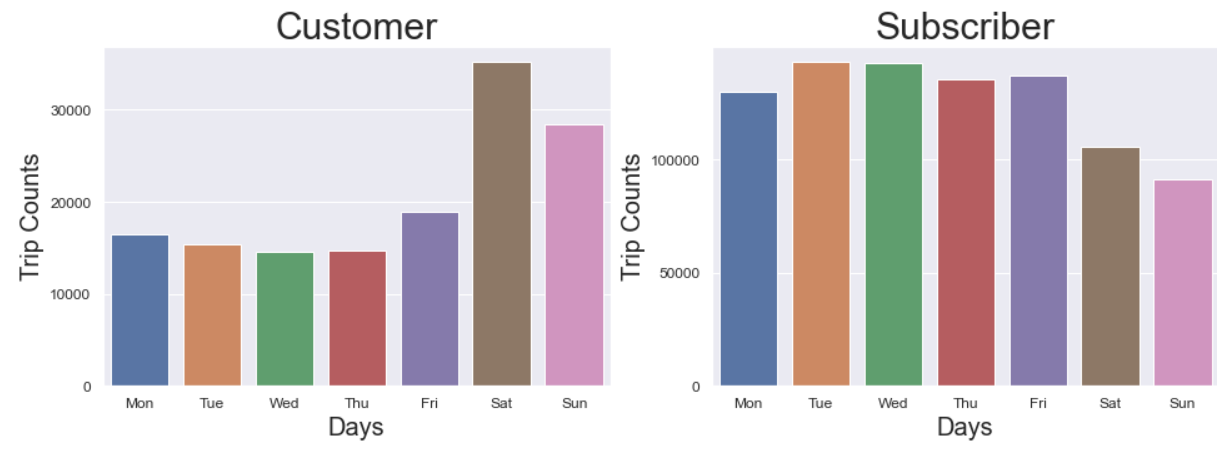 Customer
Trip Counts
30000
20000
10000
0
Mon Tue Wed Thu Fri Sat Sun
Days
Subscriber
Trip Counts
100000
50000
0
Mon Tue Wed Thu Fri Sat Sun
Days